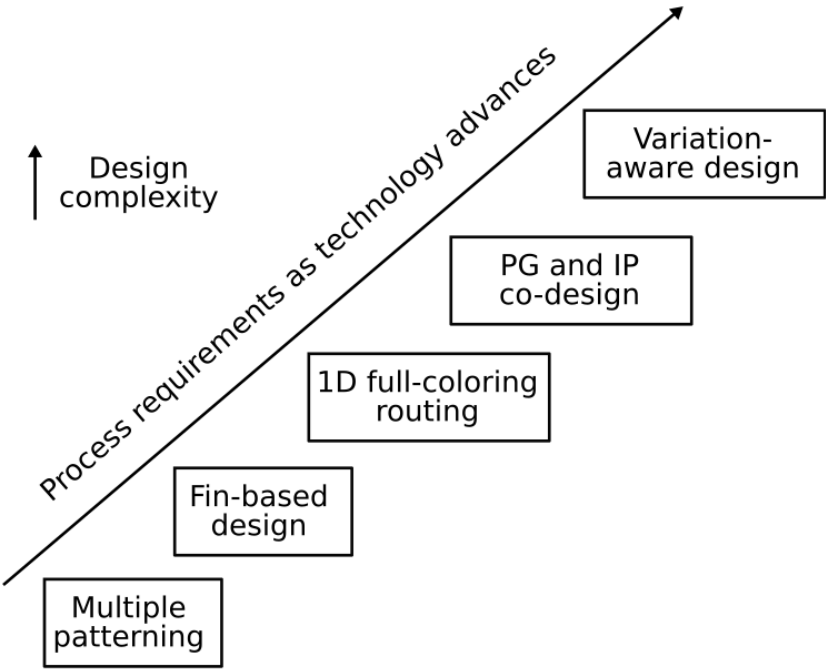 Process requirements as technology advances
Design
complexity
Variation-
aware design
PG and IP
co-design
1D full-coloring
routing
Fin-based
design
Multiple
patterning